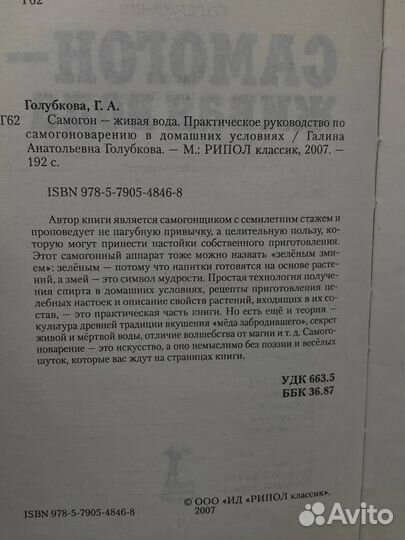 Г62
САМОГОН —
Голубкова, Г. А.
Г62 Самогон — живая вода. Практическое руководство по
самогоноварению в домашних условиях / Галина
Анатольевна Голубкова. — М.: РИПОЛ классик, 2007. —
192 с.
ISBN 978-5-7905-4846-8
Автор книги является самогонщиком с семилетним стажем и
проповедует не пагубную привычку, а целительную пользу, ко-
торую могут принести настойки собственного приготовления.
Этот самогонный аппарат тоже можно назвать «зелёным зми-
ем»: зелёным — потому что напитки готовятся на основе расте-
ний, а змей — это символ мудрости. Простая технология получе-
ния спирта в домашних условиях, рецепты приготовления це-
лебных настоек и описание свойств растений, входящих в их со-
став, — это практическая часть книги. Но есть ещё и теория —
культура древней традиции вкушения «мёда забродившего», секрет
живой и мёртвой воды, отличие волшебства от магии и т. д. Само-
гоноварение — это искусство, а оно немыслимо без поэзии и весёлых
шуток, которые вас ждут на страницах книги.
УДК 663.5
ББК 36.87
© ООО «ИД «РИПОЛ классик»,
ISBN 978-5-7905-4846-8 2007
Avito